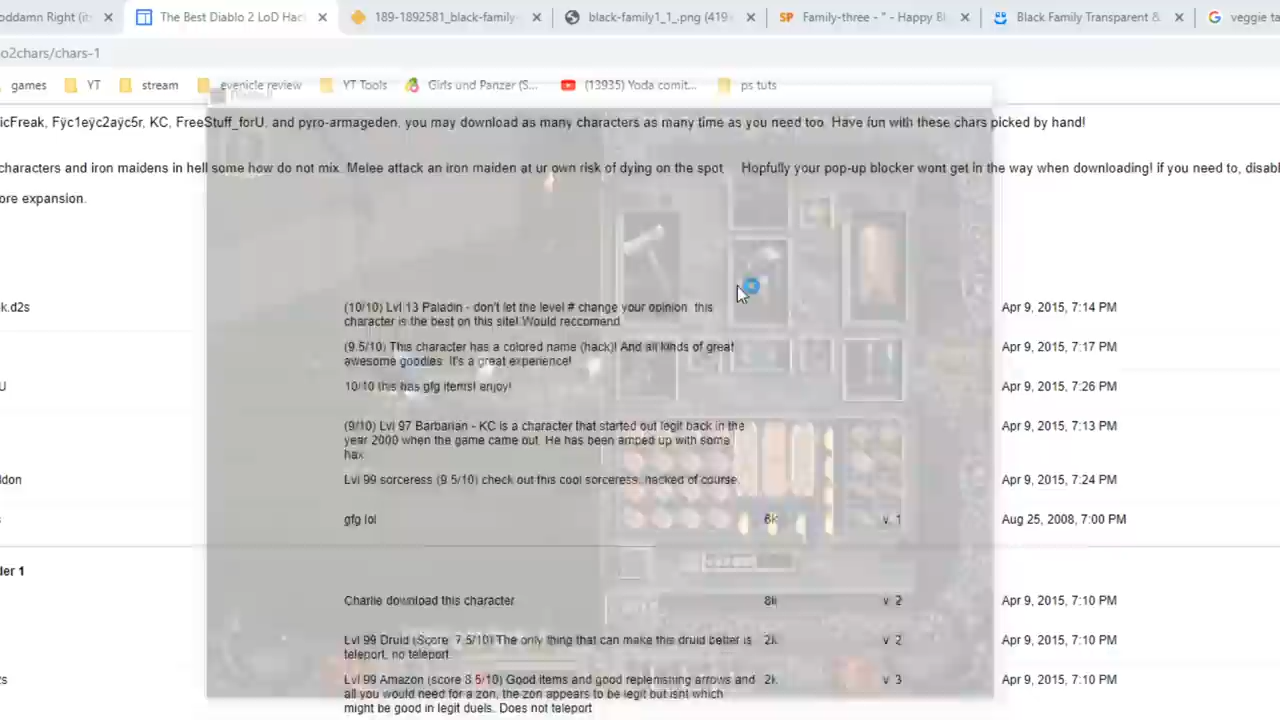 oddamn Right (it:
The Best Diablo 2 LoD Hac
189-1892581_black-family-
black-family1_1_.png (419
Family-three - " - Happy Bl
Black Family Transparent &
veggie ta
o2chars/chars-1
games
YT
stream
evenicle review
YT Tools
Girls und Panzer (S...
(13935) Yoda comit...
ps tuts
icFreak, Fÿc1eÿc2aÿc5r, KC, FreeStuff_forU, and pyro-armageden, you may download as many characters as many time as you need too. Have fun with these chars picked by hand!
characters and iron maidens in hell some how do not mix. Melee attack an iron maiden at ur own risk of dying on the spot. Hopfully your pop-up blocker wont get in the way when downloading! if you need to, disabl
ore expansion.
k.d2s
(10/10) Lvl 13 Paladin - don't let the level # change your opinion, this
character is the best on this site! Would reccomend
Apr 9, 2015, 7:14 PM
(9.5/10) This character has a colored name (hack)! And all kinds of great
awesome goodies. It's a great experience!
Apr 9, 2015, 7:17 PM
U
10/10 this has gfg items! enjoy!
Apr 9, 2015, 7:26 PM
(9/10) Lvl 97 Barbarian - KC is a character that started out legit back in the
year 2000 when the game came out. He has been amped up with some
hax
Apr 9, 2015, 7:13 PM
ldon
Lvl 99 sorceress (9.5/10) check out this cool sorceress, hacked of course.
Apr 9, 2015, 7:24 PM
s
gfg lol
6k
v. 1
Aug 25, 2008, 7:00 PM
der 1
Charlie download this character
8k
v. 2
Apr 9, 2015, 7:10 PM
Lvl 99 Druid (Score: 7.5/10) The only thing that can make this druid better is
teleport, no teleport.
2k
v. 2
Apr 9, 2015, 7:10 PM
2s
Lvl 99 Amazon (score 8.5/10) Good items and good replenishing arrows and
all you would need for a zon, the zon appears to be legit but isnt which
might be good in legit duels. Does not teleport
2k
v. 3
Apr 9, 2015, 7:10 PM